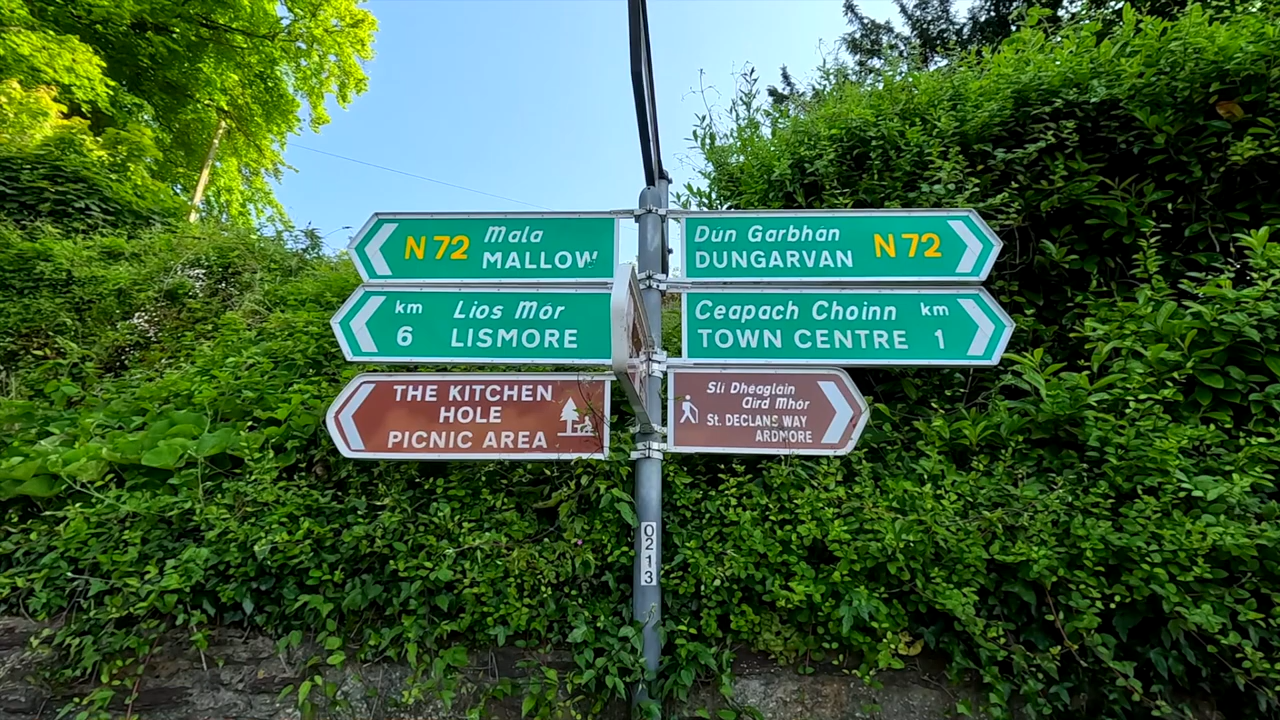 N 72 Mala
MALLOW
Dún Garbhán N 72
DUNGARVAN
km Lios Mór
6 LISMORE
Ceapach Choinn km
TOWN CENTRE 1
THE KITCHEN
HOLE
PICNIC AREA
Slí Dhéagláin
Aird Mhór
St. DECLANS WAY
ARDMORE
0213